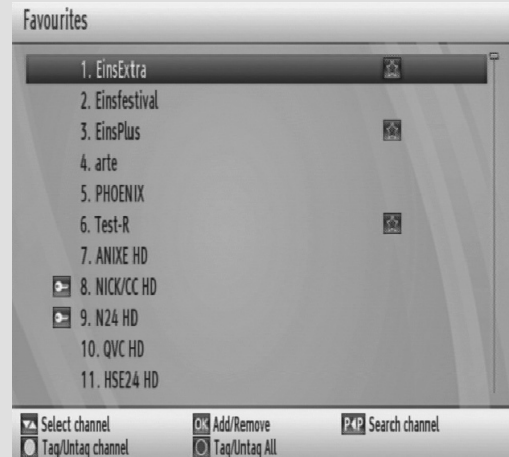 Favourites
1. EinsExtra
2. Einsfestival
3. EinsPlus
4. arte
5. PHOENIX
6. Test-R
7. ANIXE HD
8. NICK/CC HD
9. N24 HD
10. QVC HD
11. HSE24 HD
Select channel OK Add/Remove P P Search channel
Tag/Untag channel Tag/Untag All